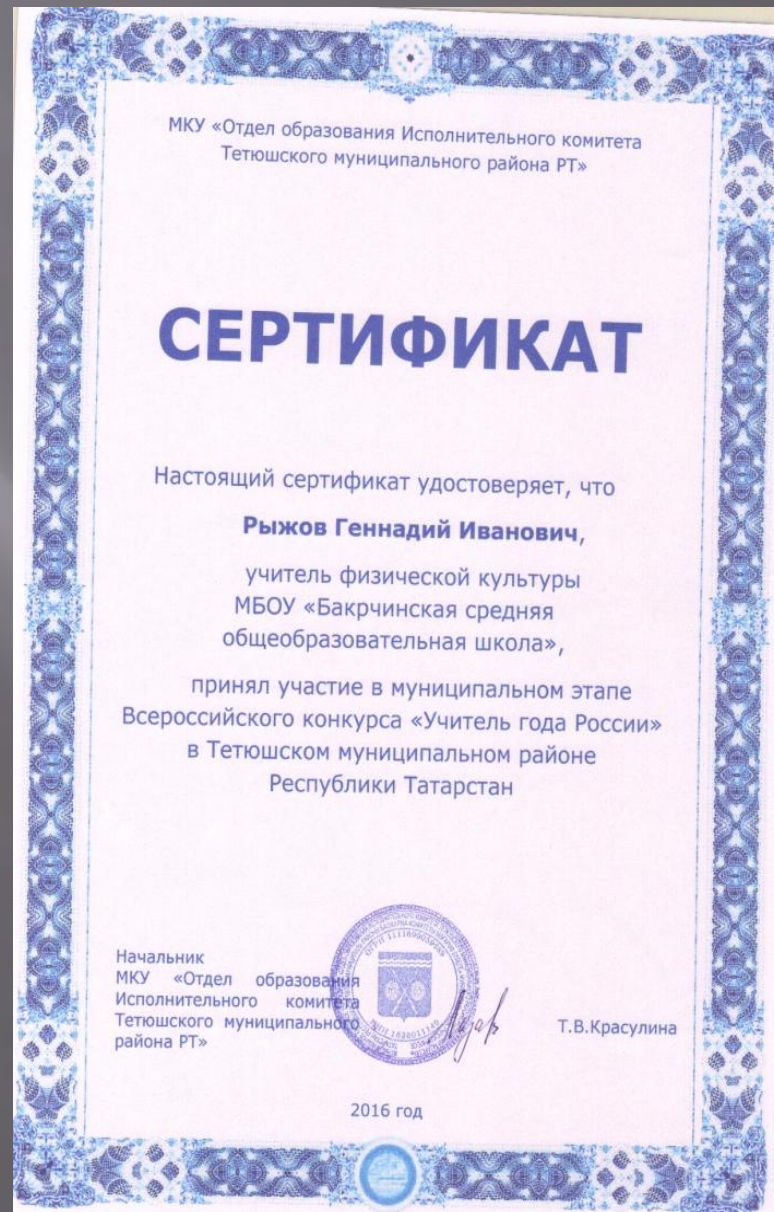 МКУ «Отдел образования Исполнительного комитета
Тетюшского муниципального района РТ»
СЕРТИФИКАТ
Настоящий сертификат удостоверяет, что
Рыжов Геннадий Иванович,
учитель физической культуры
МБОУ «Бакрчинская средняя
общеобразовательная школа»,
принял участие в муниципальном этапе
Всероссийского конкурса «Учитель года России»
в Тетюшском муниципальном районе
Республики Татарстан
Начальник
МКУ «Отдел образования
Исполнительного комитета
Тетюшского муниципального
района РТ»
Т.В.Красулина
2016 год